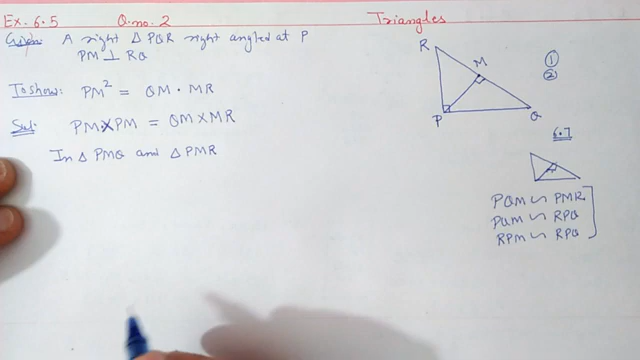 Ex-6.5 Q.no.2 Triangles
Given: A right △ PQR right angled at P
PM ⊥ RQ
To show: PM² = QM · MR
Sol: PM × PM = QM × MR
In △ PMQ and △ PMR
R
M
P
Q
①
②
6.7
PQM ∽ PMR
PQM ∽ RPQ
RPM ∽ RPQ